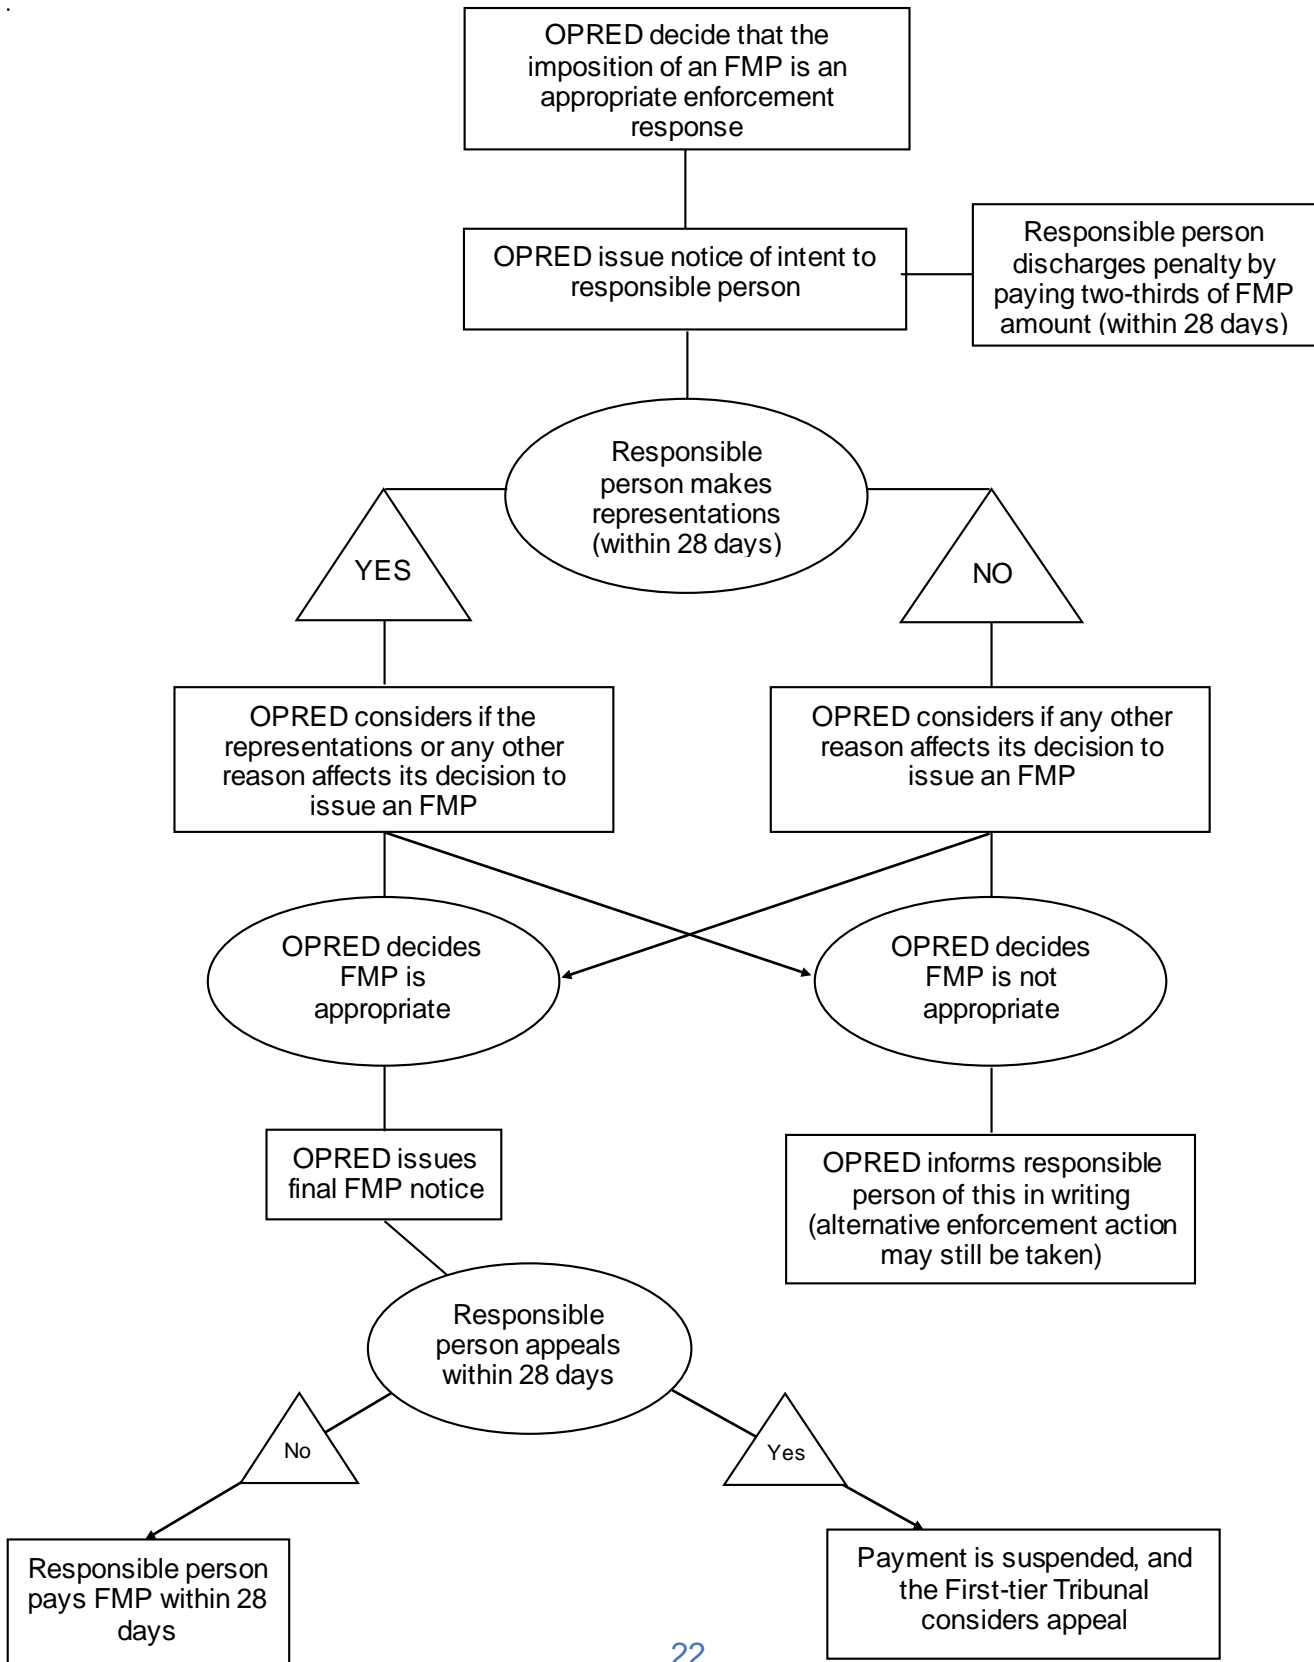 OPRED decide that the
imposition of an FMP is an
appropriate enforcement
response
OPRED issue notice of intent to
responsible person
Responsible person
discharges penalty by
paying two-thirds of FMP
amount (within 28 days)
Responsible
person makes
representations
(within 28 days)
YES
NO
OPRED considers if the
representations or any other
reason affects its decision to
issue an FMP
OPRED considers if any other
reason affects its decision to
issue an FMP
OPRED decides
FMP is
appropriate
OPRED decides
FMP is not
appropriate
OPRED issues
final FMP notice
OPRED informs responsible
person of this in writing
(alternative enforcement action
may still be taken)
Responsible
person appeals
within 28 days
No
Yes
Responsible person
pays FMP within 28
days
Payment is suspended, and
the First-tier Tribunal
considers appeal
22